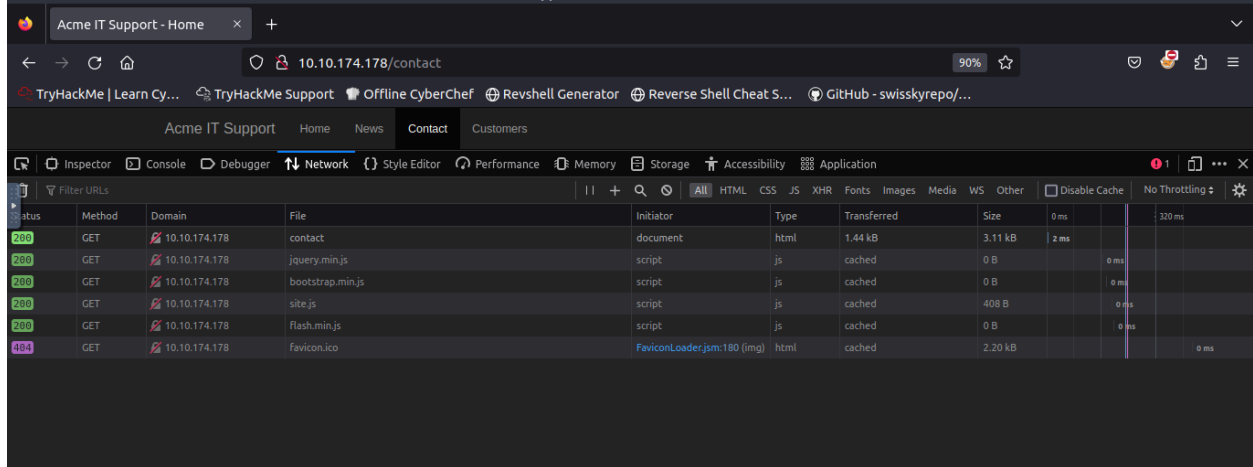 Acme IT Support - Home × +
10.10.174.178/contact 90%
TryHackMe | Learn Cy... TryHackMe Support Offline CyberChef Revshell Generator Reverse Shell Cheat S... GitHub - swisskyrepo/...
Acme IT Support Home News Contact Customers
Inspector Console Debugger Network Style Editor Performance Memory Storage Accessibility Application 1
Filter URLs All HTML CSS JS XHR Fonts Images Media WS Other Disable Cache No Throttling
atus Method Domain File Initiator Type Transferred Size 0 ms 320 ms
200 GET 10.10.174.178 contact document html 1.44 kB 3.11 kB 2 ms
200 GET 10.10.174.178 jquery.min.js script js cached 0 B 0 ms
200 GET 10.10.174.178 bootstrap.min.js script js cached 0 B 0 ms
200 GET 10.10.174.178 site.js script js cached 408 B 0 ms
200 GET 10.10.174.178 flash.min.js script js cached 0 B 0 ms
404 GET 10.10.174.178 favicon.ico FaviconLoader.jsm:180 (img) html cached 2.20 kB 0 ms